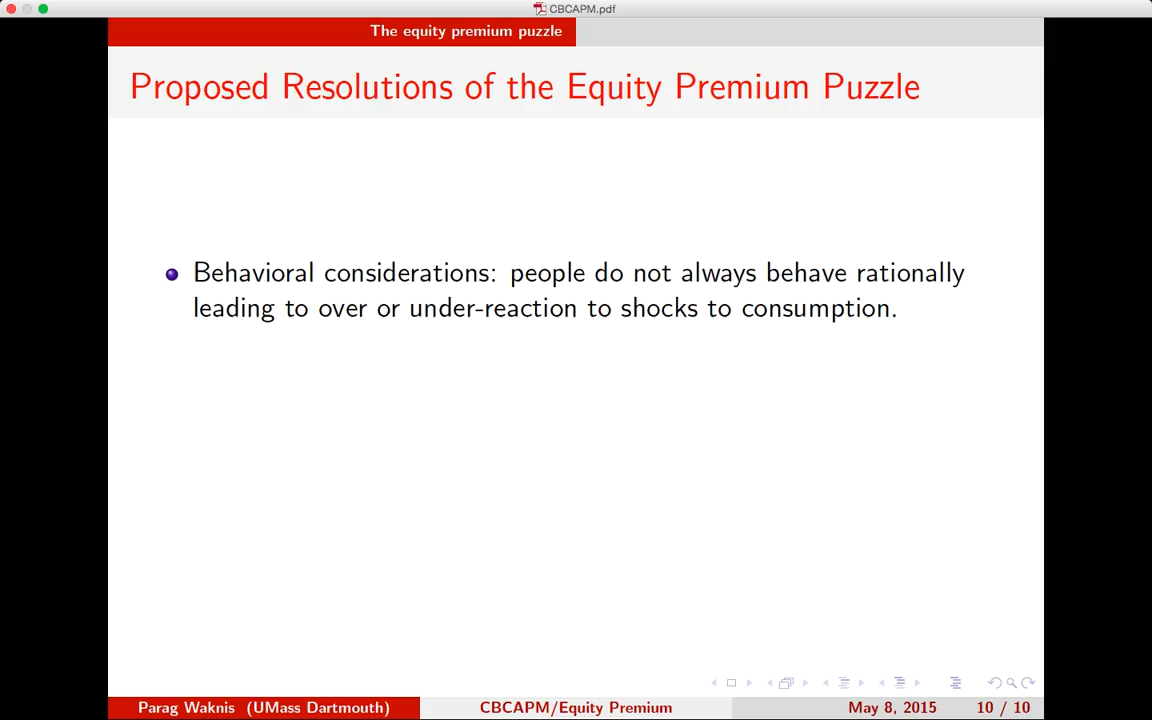 CBCAPM.pdf
The equity premium puzzle
Proposed Resolutions of the Equity Premium Puzzle
Behavioral considerations: people do not always behave rationally
leading to over or under-reaction to shocks to consumption.
Parag Waknis (UMass Dartmouth) CBCAPM/Equity Premium May 8, 2015 10 / 10